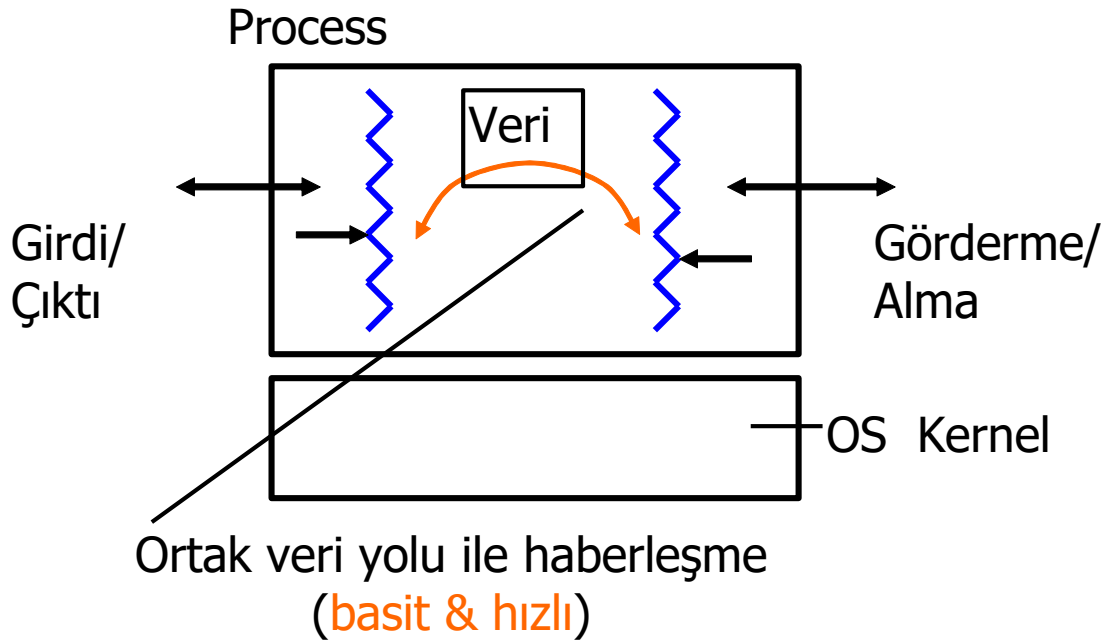 Process
Veri
Girdi/
Çıktı
Görderme/
Alma
OS Kernel
Ortak veri yolu ile haberleşme
(basit & hızlı)